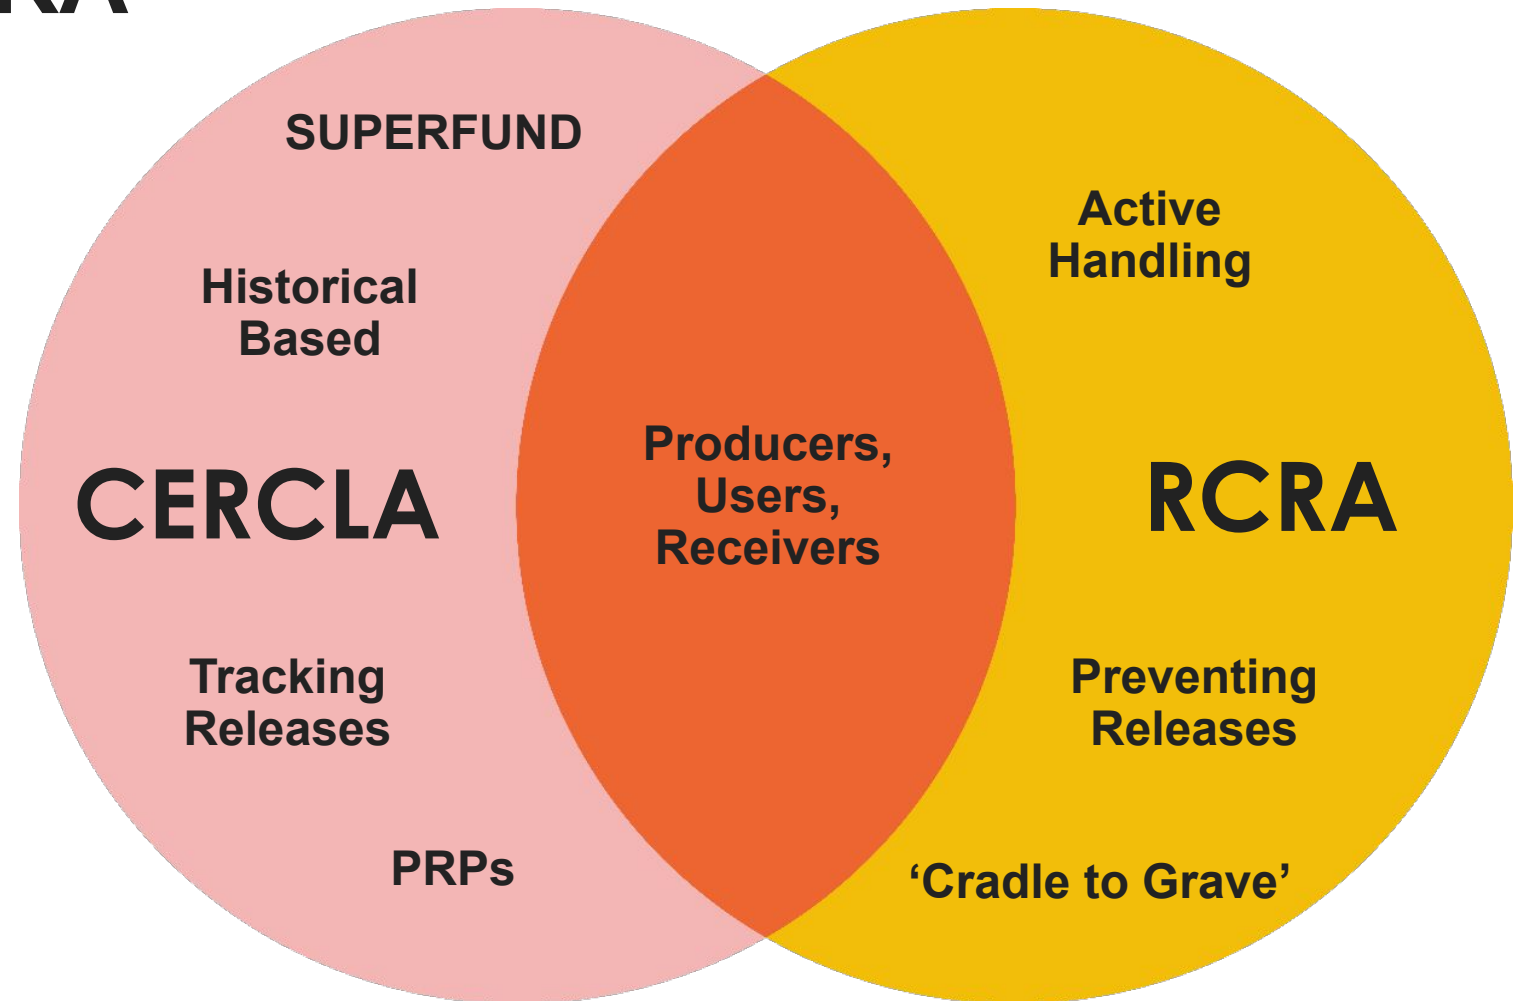 SUPERFUND
Historical
Based
CERCLA
Tracking
Releases
PRPs
Producers,
Users,
Receivers
Active
Handling
RCRA
Preventing
Releases
‘Cradle to Grave’